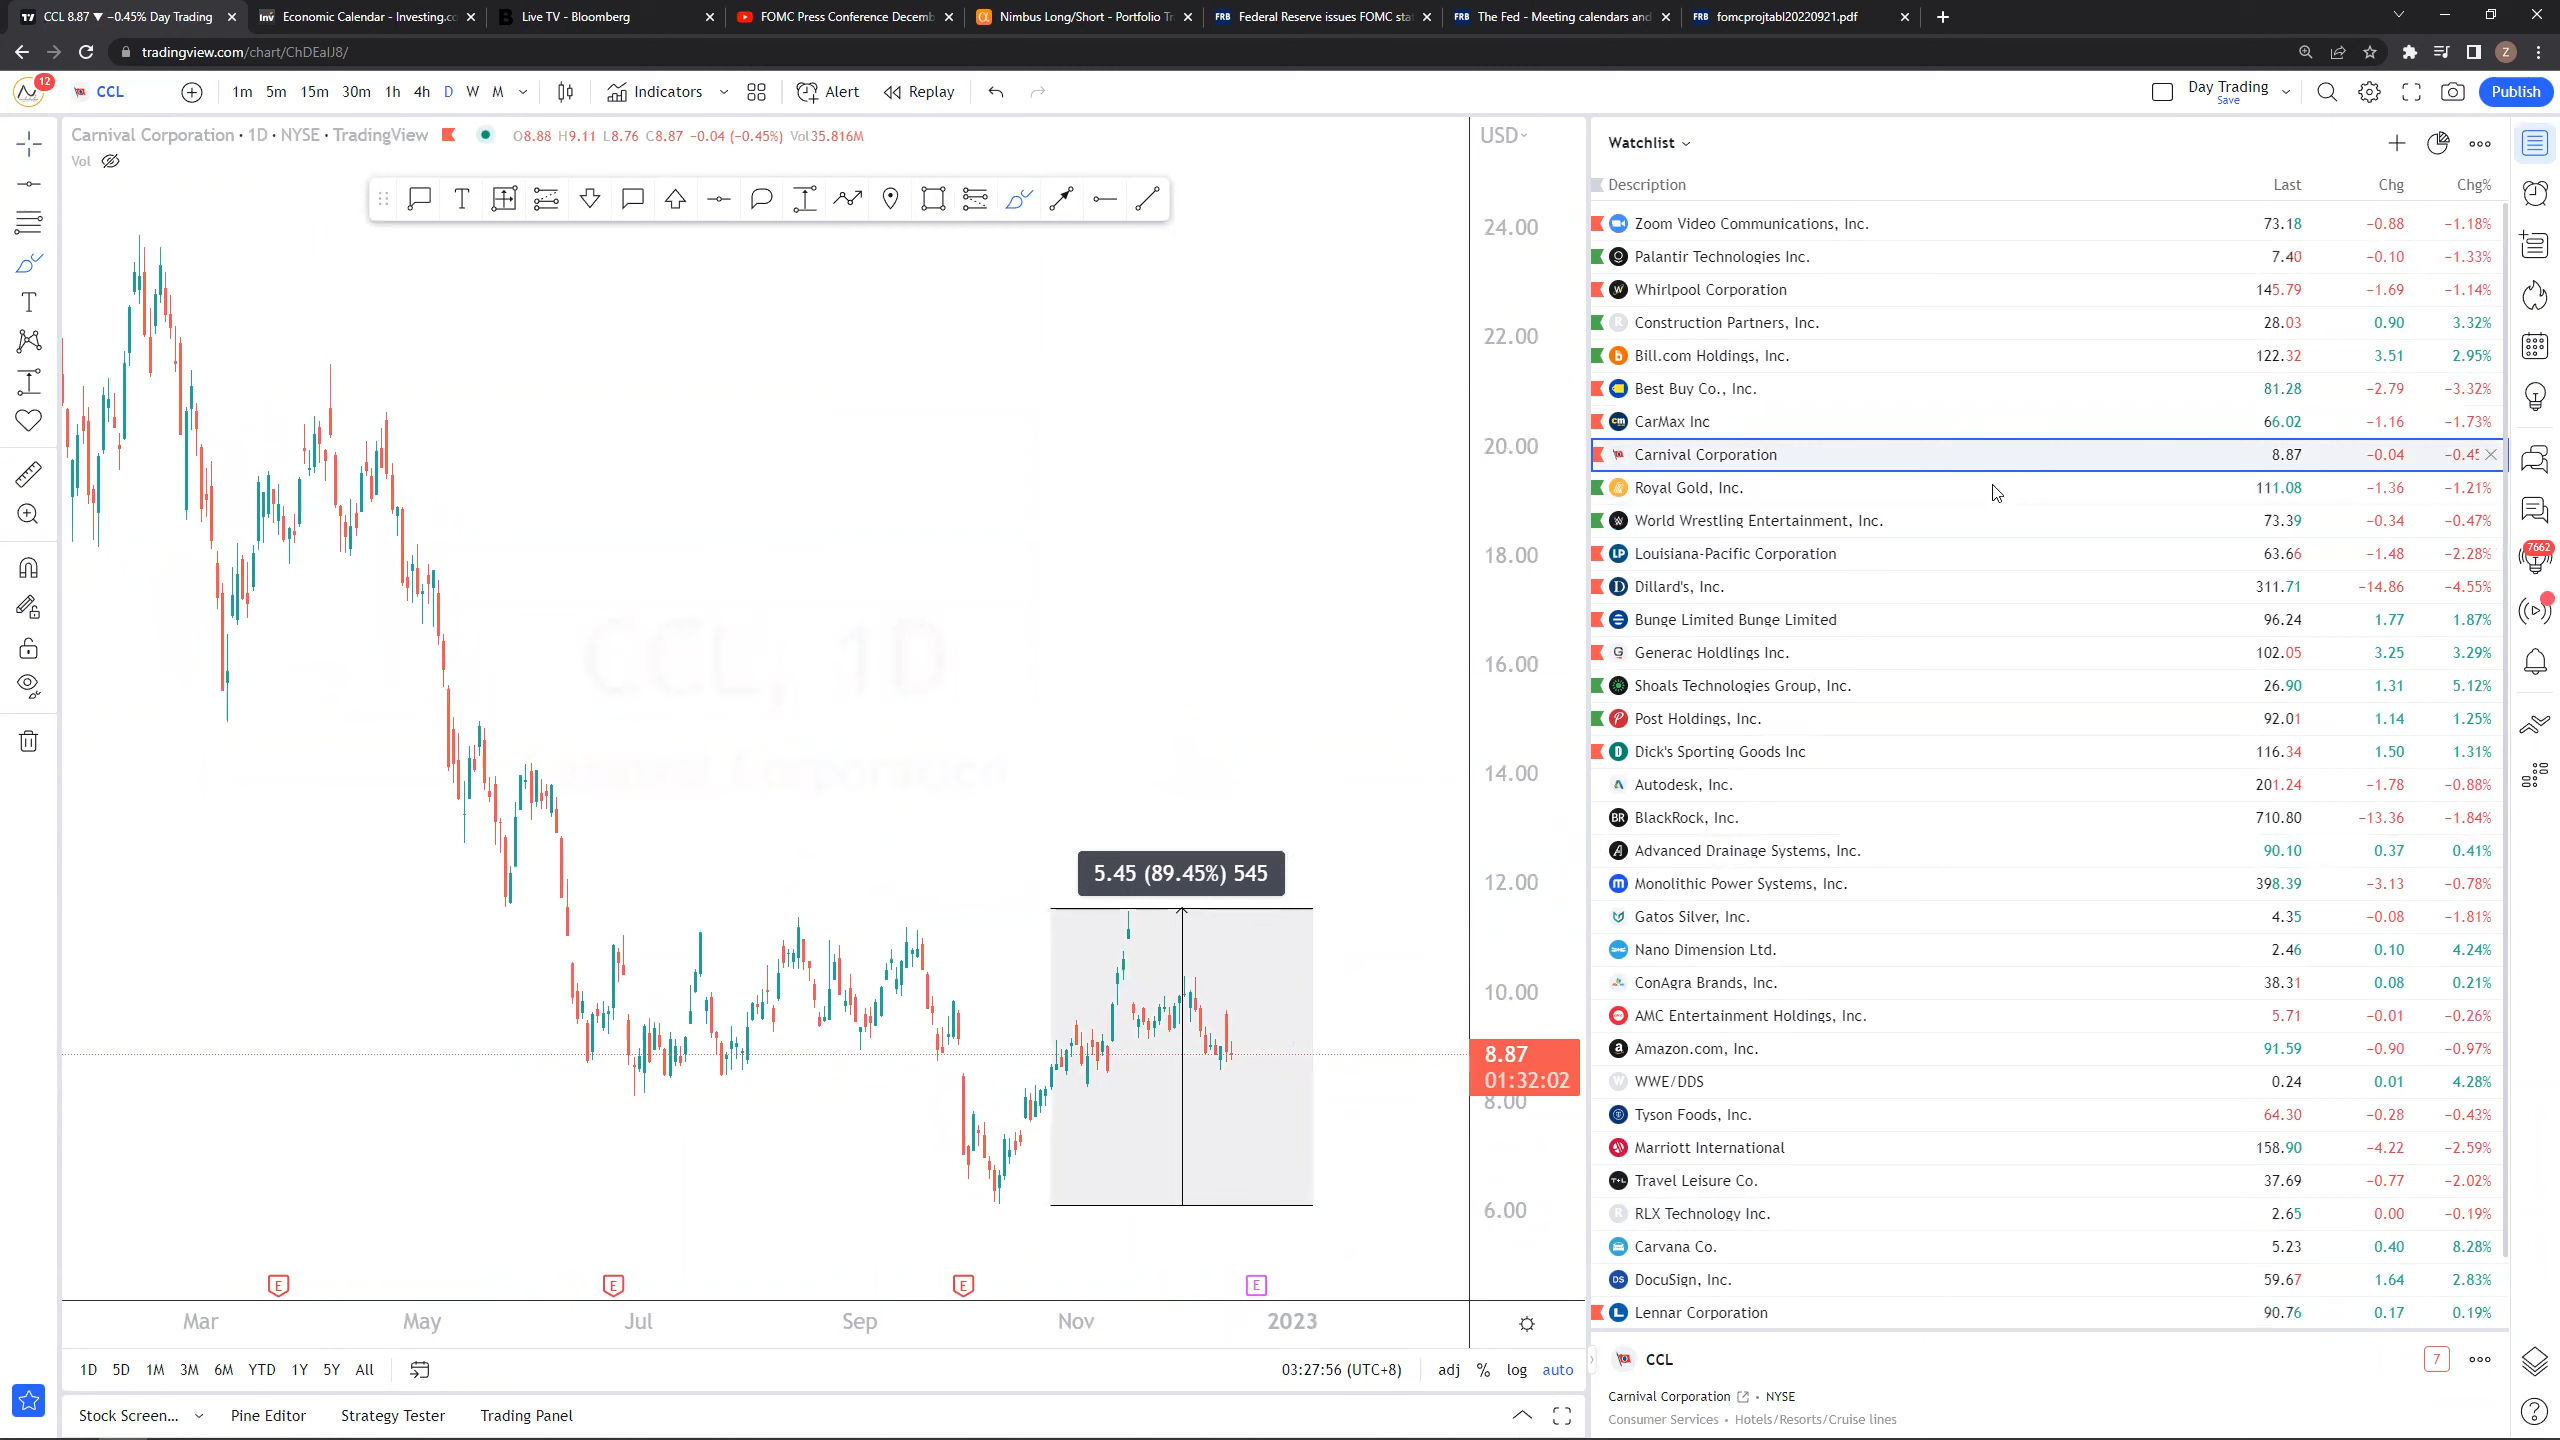 CCL 8.87 ▼ −0.45% Day Trading
Economic Calendar - Investing.co
Live TV - Bloomberg
FOMC Press Conference Decemb
Nimbus Long/Short - Portfolio Tr
Federal Reserve issues FOMC sta
The Fed - Meeting calendars and
fomcprojtabl20220921.pdf
tradingview.com/chart/ChDEaIJ8/
Z
12
CCL
1m 5m 15m 30m 1h 4h D W M
Indicators
Alert
Replay
Day Trading
Save
Publish
Carnival Corporation · 1D · NYSE · TradingView
O8.88 H9.11 L8.76 C8.87 −0.04 (−0.45%) Vol35.816M
Vol
USD
24.00
22.00
20.00
18.00
16.00
14.00
12.00
10.00
8.87
01:32:02
8.00
6.00
CCL, 1D
Carnival Corporation
5.45 (89.45%) 545
E E E E
Mar May Jul Sep Nov 2023
1D 5D 1M 3M 6M YTD 1Y 5Y All
03:27:56 (UTC+8)
adj % log auto
Stock Screen...
Pine Editor
Strategy Tester
Trading Panel
Watchlist
Description Last Chg Chg%
Zoom Video Communications, Inc. 73.18 −0.88 −1.18%
Palantir Technologies Inc. 7.40 −0.10 −1.33%
Whirlpool Corporation 145.79 −1.69 −1.14%
Construction Partners, Inc. 28.03 0.90 3.32%
Bill.com Holdings, Inc. 122.32 3.51 2.95%
Best Buy Co., Inc. 81.28 −2.79 −3.32%
CarMax Inc 66.02 −1.16 −1.73%
Carnival Corporation 8.87 −0.04 −0.45
Royal Gold, Inc. 111.08 −1.36 −1.21%
World Wrestling Entertainment, Inc. 73.39 −0.34 −0.47%
Louisiana-Pacific Corporation 63.66 −1.48 −2.28%
Dillard's, Inc. 311.71 −14.86 −4.55%
Bunge Limited Bunge Limited 96.24 1.77 1.87%
Generac Holdlings Inc. 102.05 3.25 3.29%
Shoals Technologies Group, Inc. 26.90 1.31 5.12%
Post Holdings, Inc. 92.01 1.14 1.25%
Dick's Sporting Goods Inc 116.34 1.50 1.31%
Autodesk, Inc. 201.24 −1.78 −0.88%
BlackRock, Inc. 710.80 −13.36 −1.84%
Advanced Drainage Systems, Inc. 90.10 0.37 0.41%
Monolithic Power Systems, Inc. 398.39 −3.13 −0.78%
Gatos Silver, Inc. 4.35 −0.08 −1.81%
Nano Dimension Ltd. 2.46 0.10 4.24%
ConAgra Brands, Inc. 38.31 0.08 0.21%
AMC Entertainment Holdings, Inc. 5.71 −0.01 −0.26%
Amazon.com, Inc. 91.59 −0.90 −0.97%
WWE/DDS 0.24 0.01 4.28%
Tyson Foods, Inc. 64.30 −0.28 −0.43%
Marriott International 158.90 −4.22 −2.59%
Travel Leisure Co. 37.69 −0.77 −2.02%
RLX Technology Inc. 2.65 0.00 −0.19%
Carvana Co. 5.23 0.40 8.28%
DocuSign, Inc. 59.67 1.64 2.83%
Lennar Corporation 90.76 0.17 0.19%
CCL
7
Carnival Corporation · NYSE
Consumer Services · Hotels/Resorts/Cruise lines
7662